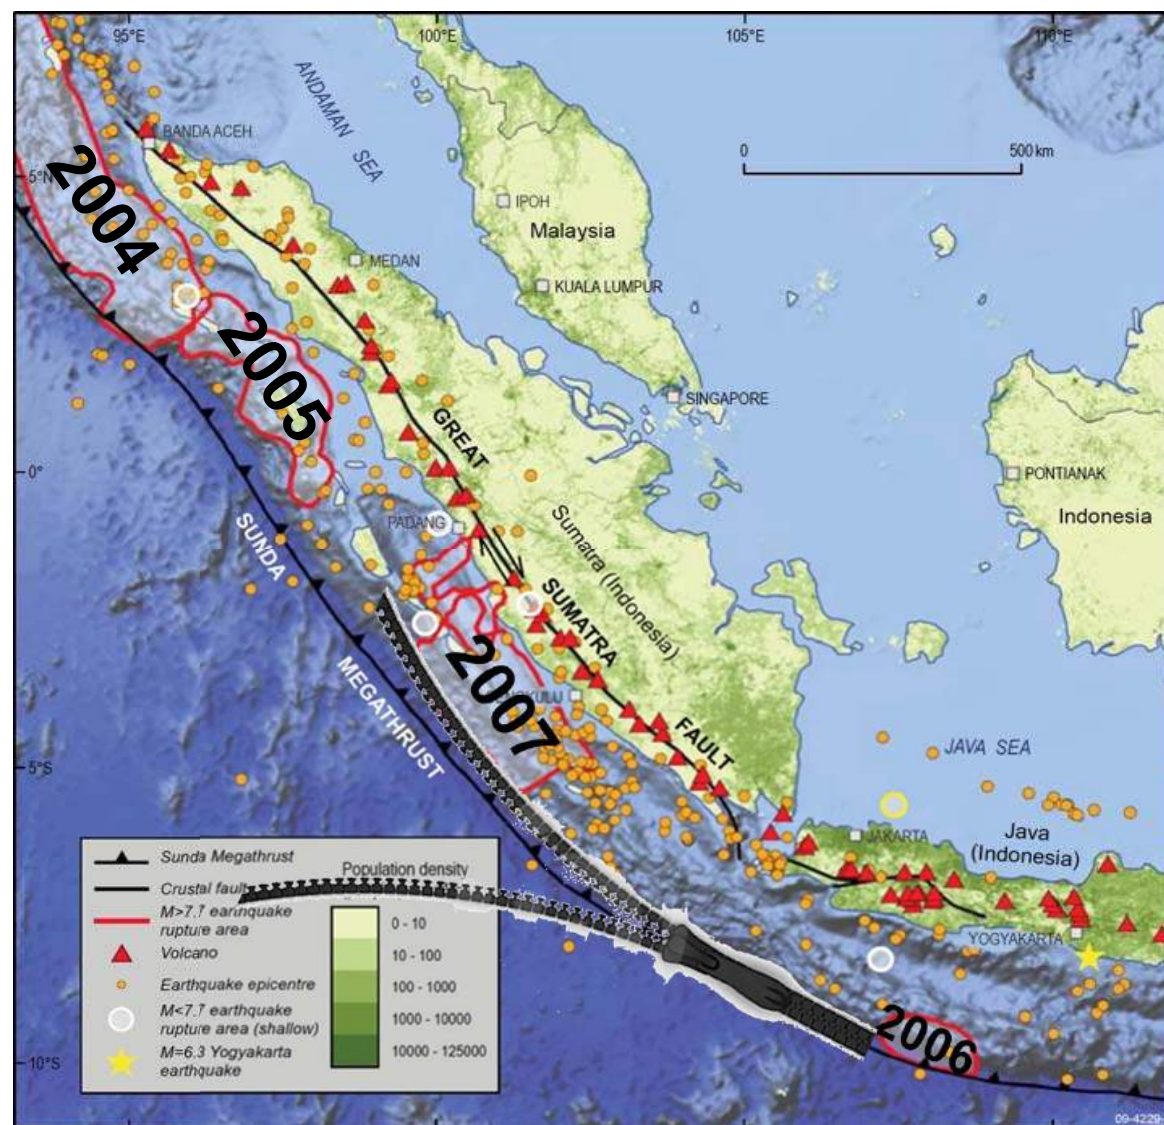 95°E
100°E
105°E
110°E
ANDAMAN SEA
BANDA ACEH
0
500 km
5°N
2004
IPOH
Malaysia
MEDAN
KUALA LUMPUR
2005
SINGAPORE
GREAT
0°
PONTIANAK
SUNDA
PADANG
Indonesia
Sumatra (Indonesia)
SUMATRA
2007
MEGATHRUST
FAULT
JAVA SEA
5°S
JAKARTA
Java
(Indonesia)
Sunda Megathrust
Crustal fault
M>7.7 earthquake
rupture area
Volcano
Earthquake epicentre
M<7.7 earthquake
rupture area (shallow)
M=6.3 Yogyakarta
earthquake
Population density
0 - 10
10 - 100
100 - 1000
1000 - 10000
10000 - 125000
YOGYAKARTA
2006
10°S
09-4229-